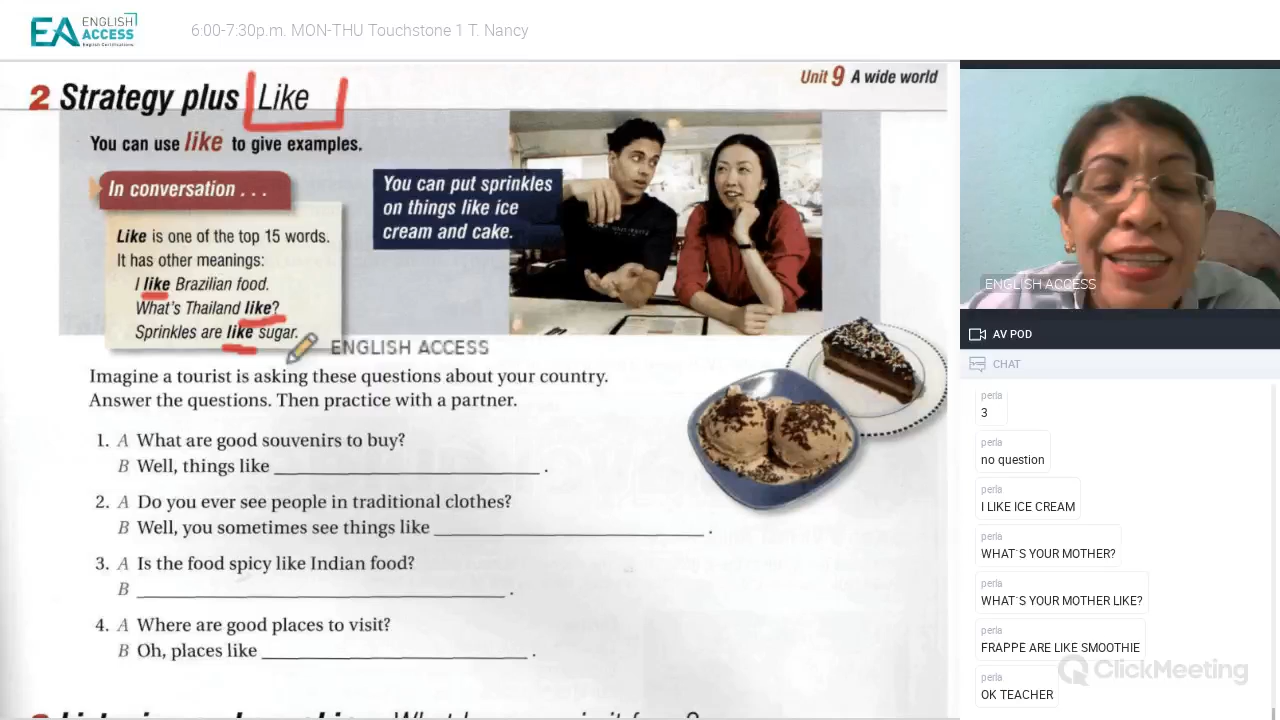 EA ENGLISH ACCESS
English Certifications
6:00-7:30p.m. MON-THU Touchstone 1 T. Nancy
Unit 9 A wide world
2 Strategy plus Like
You can use like to give examples.
In conversation . . .
Like is one of the top 15 words.
It has other meanings:
I like Brazilian food.
What's Thailand like?
Sprinkles are like sugar.
You can put sprinkles
on things like ice
cream and cake.
ENGLISH ACCESS
Imagine a tourist is asking these questions about your country.
Answer the questions. Then practice with a partner.
1. A What are good souvenirs to buy?
B Well, things like ________ .
2. A Do you ever see people in traditional clothes?
B Well, you sometimes see things like ________ .
3. A Is the food spicy like Indian food?
B ________ .
4. A Where are good places to visit?
B Oh, places like ________ .
ENGLISH ACCESS
AV POD
CHAT
perla
3
perla
no question
perla
I LIKE ICE CREAM
perla
WHAT´S YOUR MOTHER?
perla
WHAT´S YOUR MOTHER LIKE?
perla
FRAPPE ARE LIKE SMOOTHIE
perla
OK TEACHER
ClickMeeting